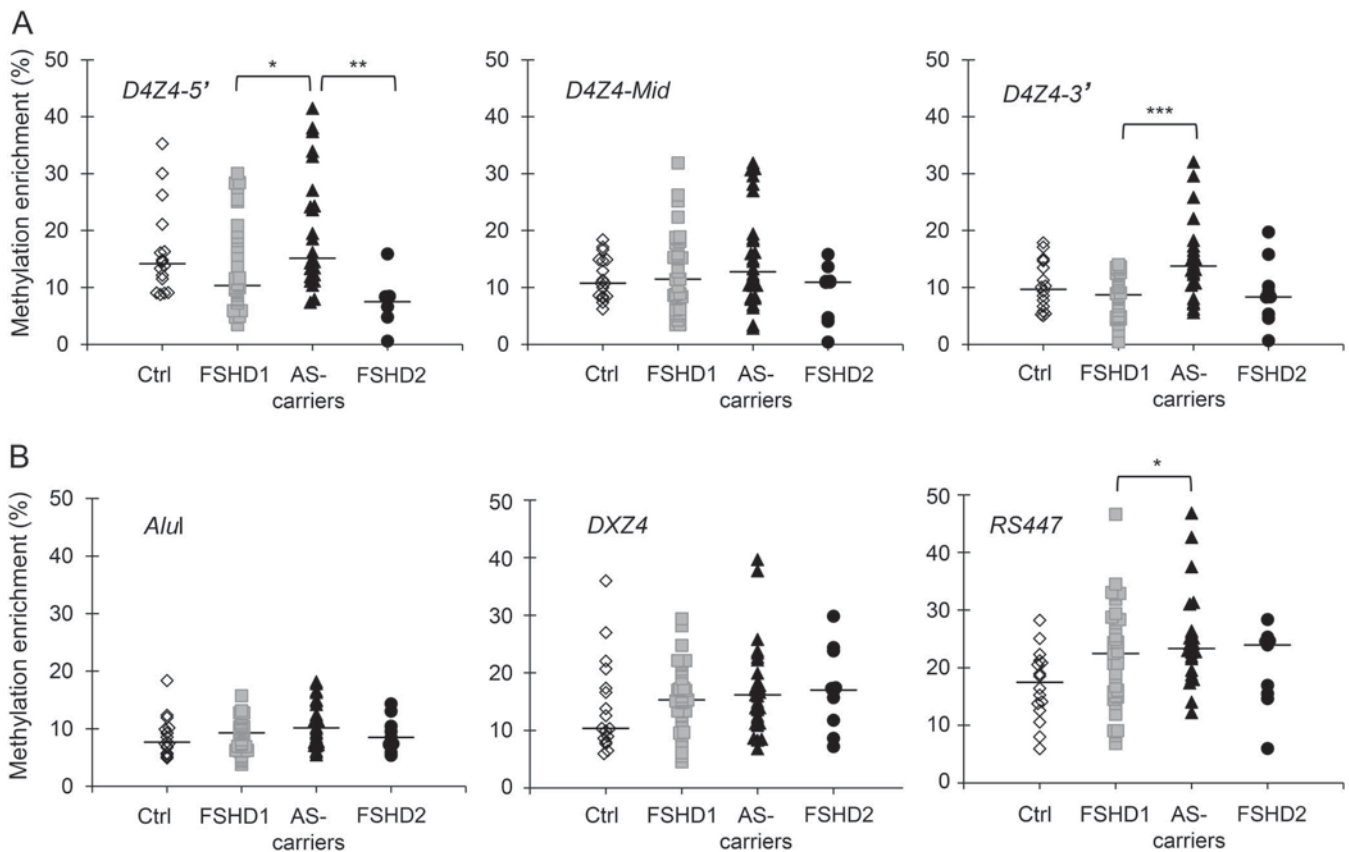 A
Methylation enrichment (%)
50
40
30
20
10
0
D4Z4-5’
*
**
Ctrl
FSHD1
AS-
carriers
FSHD2
50
40
30
20
10
0
D4Z4-Mid
Ctrl
FSHD1
AS-
carriers
FSHD2
50
40
30
20
10
0
D4Z4-3’
***
Ctrl
FSHD1
AS-
carriers
FSHD2
B
Methylation enrichment (%)
50
40
30
20
10
0
AluI
Ctrl
FSHD1
AS-
carriers
FSHD2
50
40
30
20
10
0
DXZ4
Ctrl
FSHD1
AS-
carriers
FSHD2
50
40
30
20
10
0
RS447
*
Ctrl
FSHD1
AS-
carriers
FSHD2